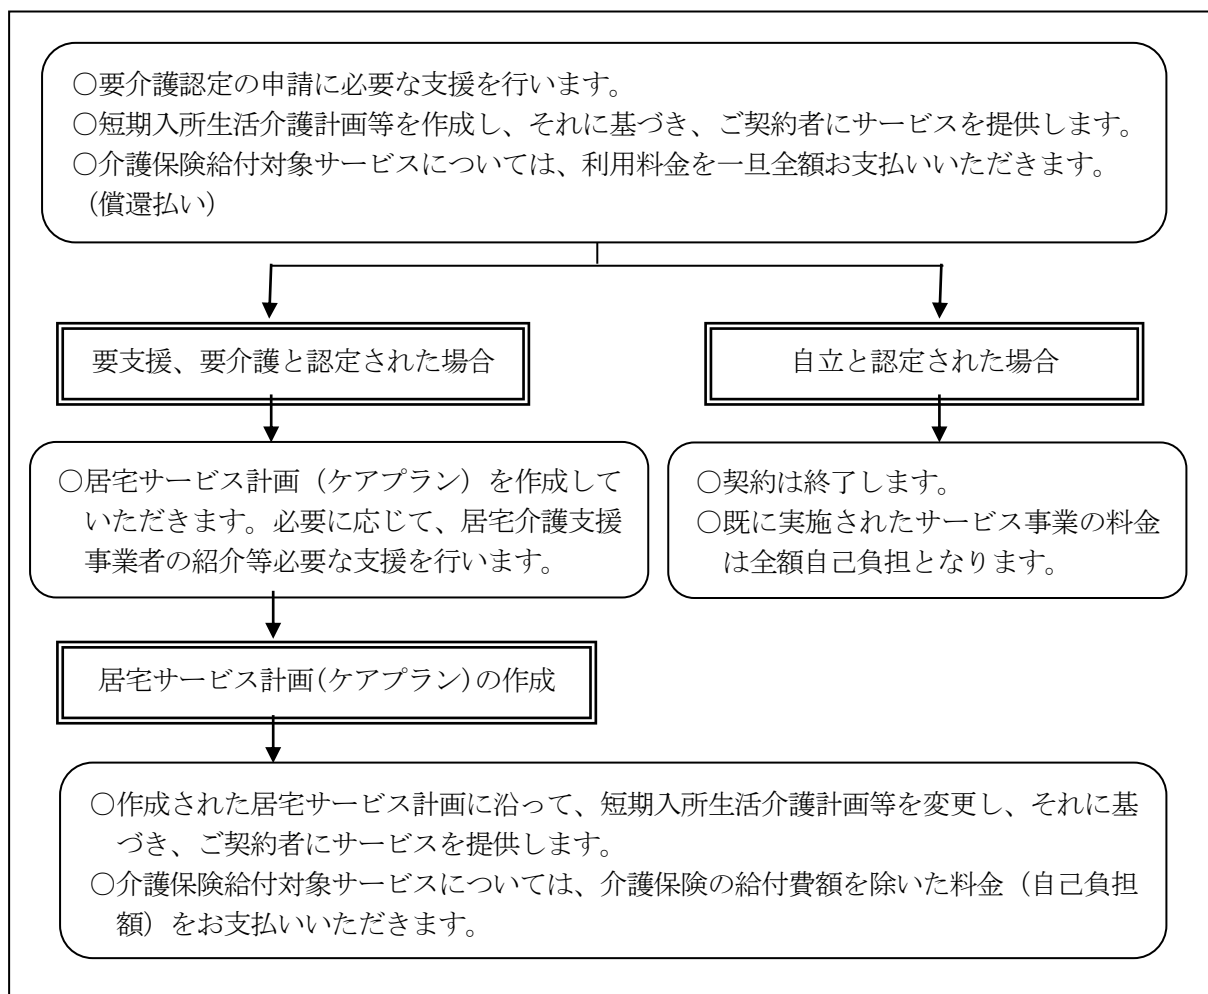 ○要介護認定の申請に必要な支援を行います。
○短期入所生活介護計画等を作成し、それに基づき、ご契約者にサービスを提供します。
○介護保険給付対象サービスについては、利用料金を一旦全額お支払いいただきます。
(償還払い)
要支援、要介護と認定された場合
自立と認定された場合
○居宅サービス計画(ケアプラン)を作成して
いただきます。必要に応じて、居宅介護支援
事業者の紹介等必要な支援を行います。
○契約は終了します。
○既に実施されたサービス事業の料金
は全額自己負担となります。
居宅サービス計画(ケアプラン)の作成
○作成された居宅サービス計画に沿って、短期入所生活介護計画等を変更し、それに基
づき、ご契約者にサービスを提供します。
○介護保険給付対象サービスについては、介護保険の給付費額を除いた料金(自己負担
額)をお支払いいただきます。